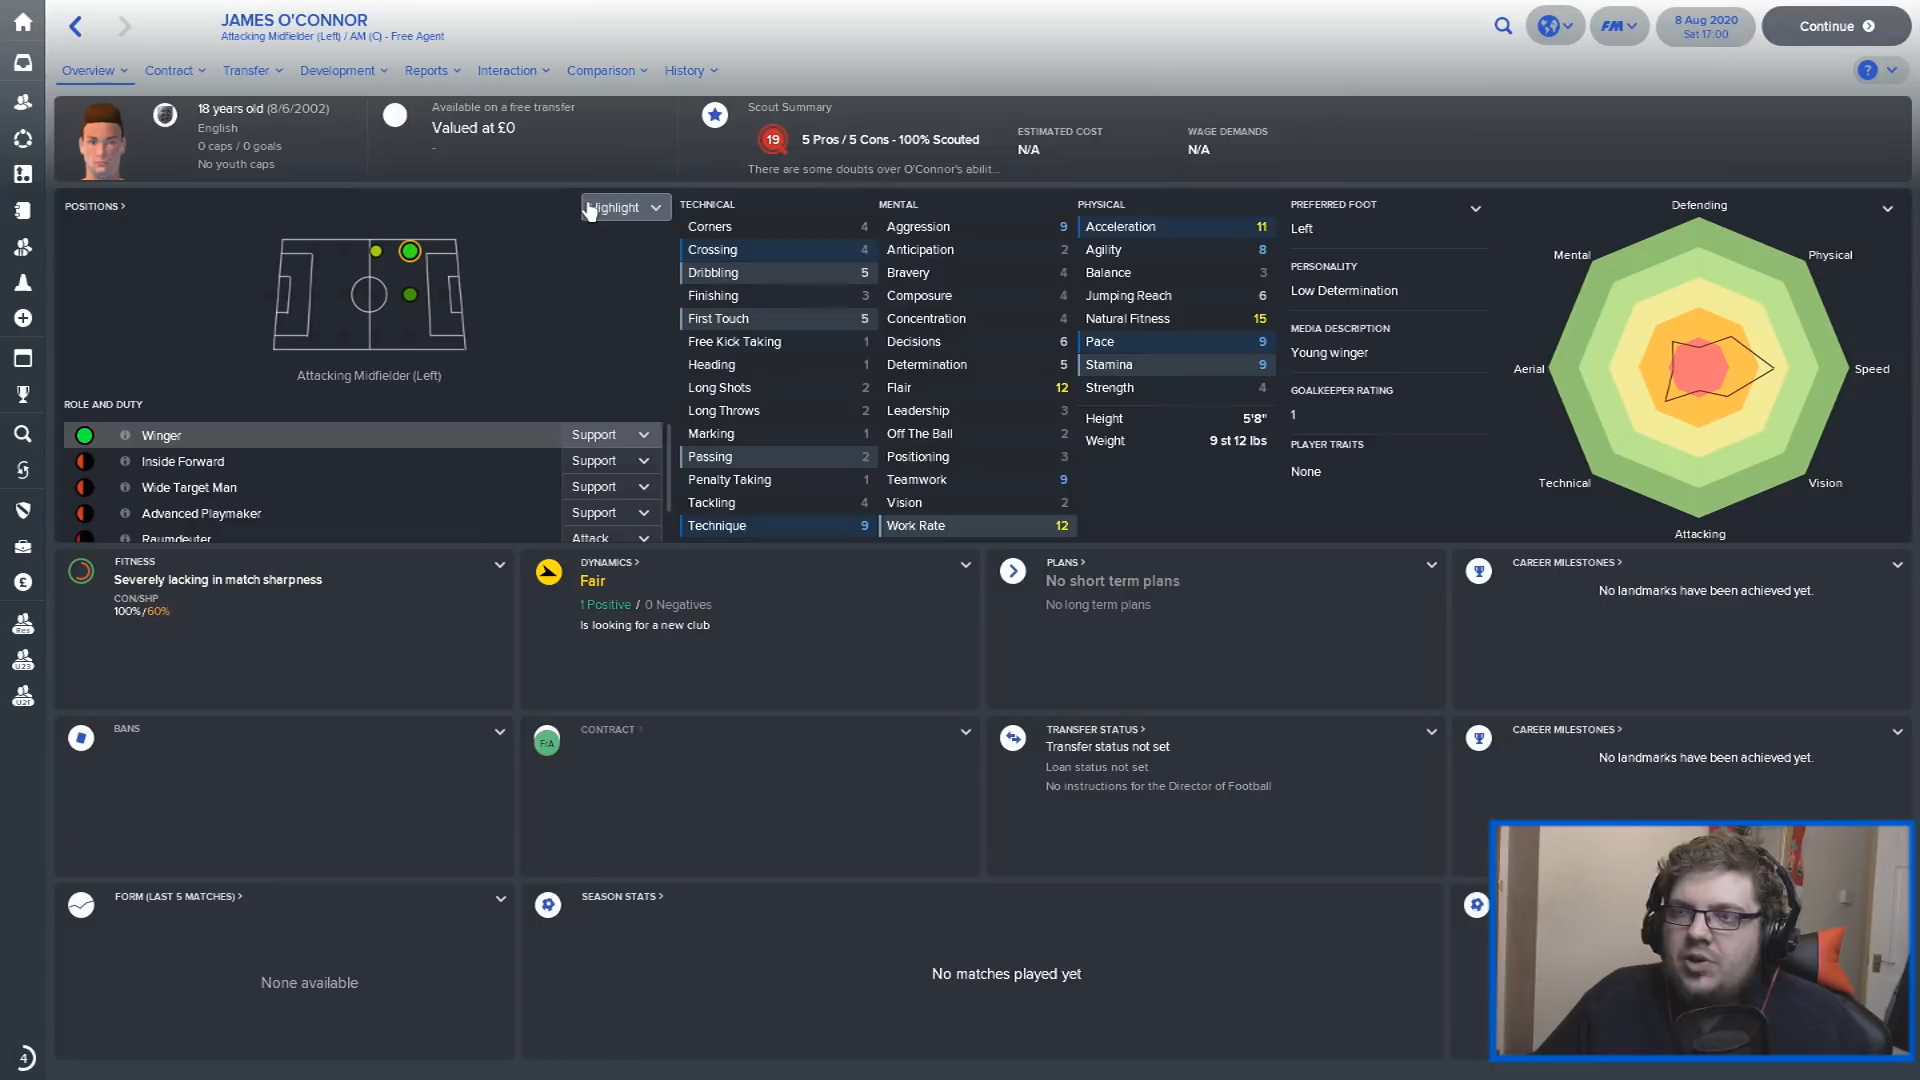 JAMES O'CONNOR
Attacking Midfielder (Left) / AM (C) - Free Agent
FM
8 Aug 2020
Sat 17:00
Continue
Overview
Contract
Transfer
Development
Reports
Interaction
Comparison
History
?
18 years old (8/6/2002)
English
0 caps / 0 goals
No youth caps
Available on a free transfer
Valued at £0
-
Scout Summary
19
5 Pros / 5 Cons - 100% Scouted
There are some doubts over O'Connor's abilit...
ESTIMATED COST
N/A
WAGE DEMANDS
N/A
POSITIONS >
Attacking Midfielder (Left)
ROLE AND DUTY
Winger Support
Inside Forward Support
Wide Target Man Support
Advanced Playmaker Support
Raumdeuter Attack
TECHNICAL
Corners 4
Crossing 4
Dribbling 5
Finishing 3
First Touch 5
Free Kick Taking 1
Heading 1
Long Shots 2
Long Throws 2
Marking 1
Passing 2
Penalty Taking 1
Tackling 4
Technique 9
MENTAL
Aggression 9
Anticipation 2
Bravery 4
Composure 4
Concentration 4
Decisions 6
Determination 5
Flair 12
Leadership 3
Off The Ball 2
Positioning 3
Teamwork 9
Vision 2
Work Rate 12
PHYSICAL
Acceleration 11
Agility 8
Balance 3
Jumping Reach 6
Natural Fitness 15
Pace 9
Stamina 9
Strength 4
Height 5'8"
Weight 9 st 12 lbs
PREFERRED FOOT
Left
PERSONALITY
Low Determination
MEDIA DESCRIPTION
Young winger
GOALKEEPER RATING
1
PLAYER TRAITS
None
Defending
Physical
Speed
Vision
Attacking
Technical
Aerial
Mental
FITNESS
Severely lacking in match sharpness
CON/SHP
100%/60%
DYNAMICS >
Fair
1 Positive / 0 Negatives
Is looking for a new club
PLANS >
No short term plans
No long term plans
CAREER MILESTONES >
No landmarks have been achieved yet.
BANS
CONTRACT >
FrA
TRANSFER STATUS >
Transfer status not set
Loan status not set
No instructions for the Director of Football
CAREER MILESTONES >
No landmarks have been achieved yet.
FORM (LAST 5 MATCHES) >
None available
SEASON STATS >
No matches played yet
Res
U23
U21
4